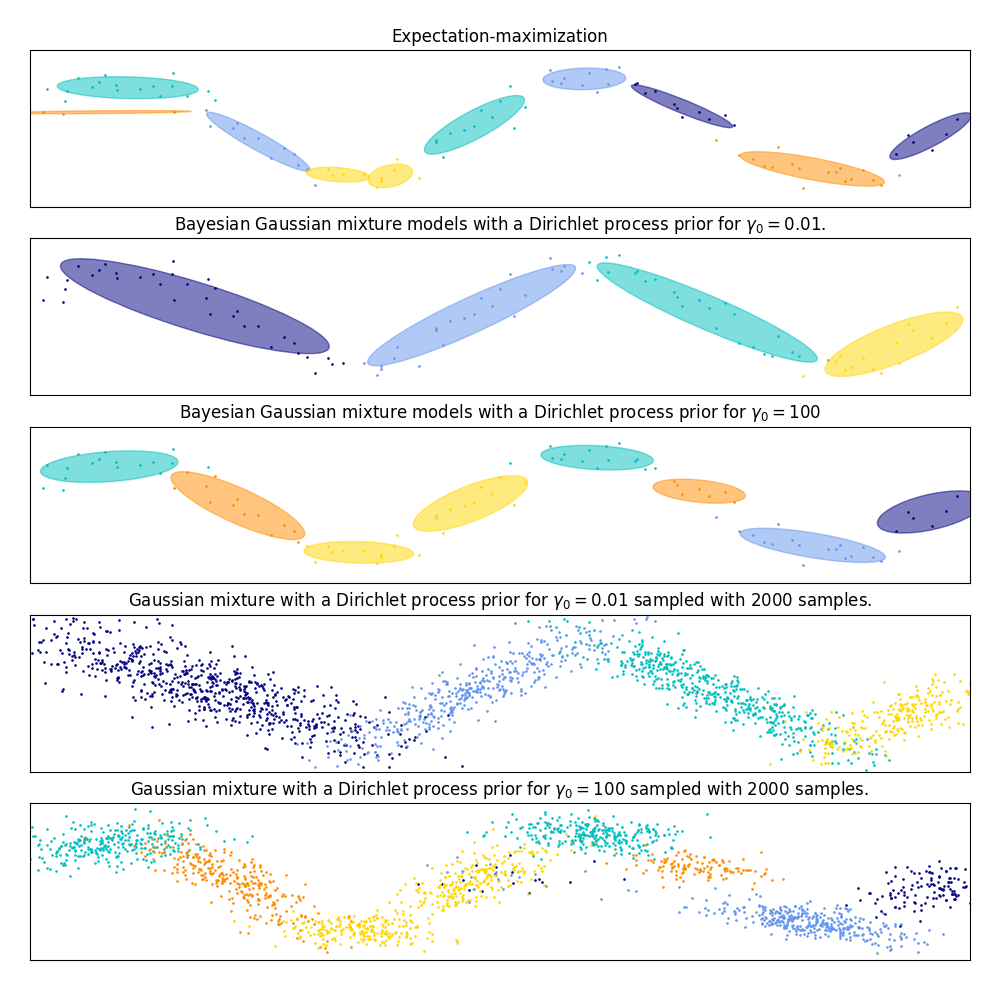 Expectation-maximization
Bayesian Gaussian mixture models with a Dirichlet process prior for γ₀ = 0.01.
Bayesian Gaussian mixture models with a Dirichlet process prior for γ₀ = 100
Gaussian mixture with a Dirichlet process prior for γ₀ = 0.01 sampled with 2000 samples.
Gaussian mixture with a Dirichlet process prior for γ₀ = 100 sampled with 2000 samples.